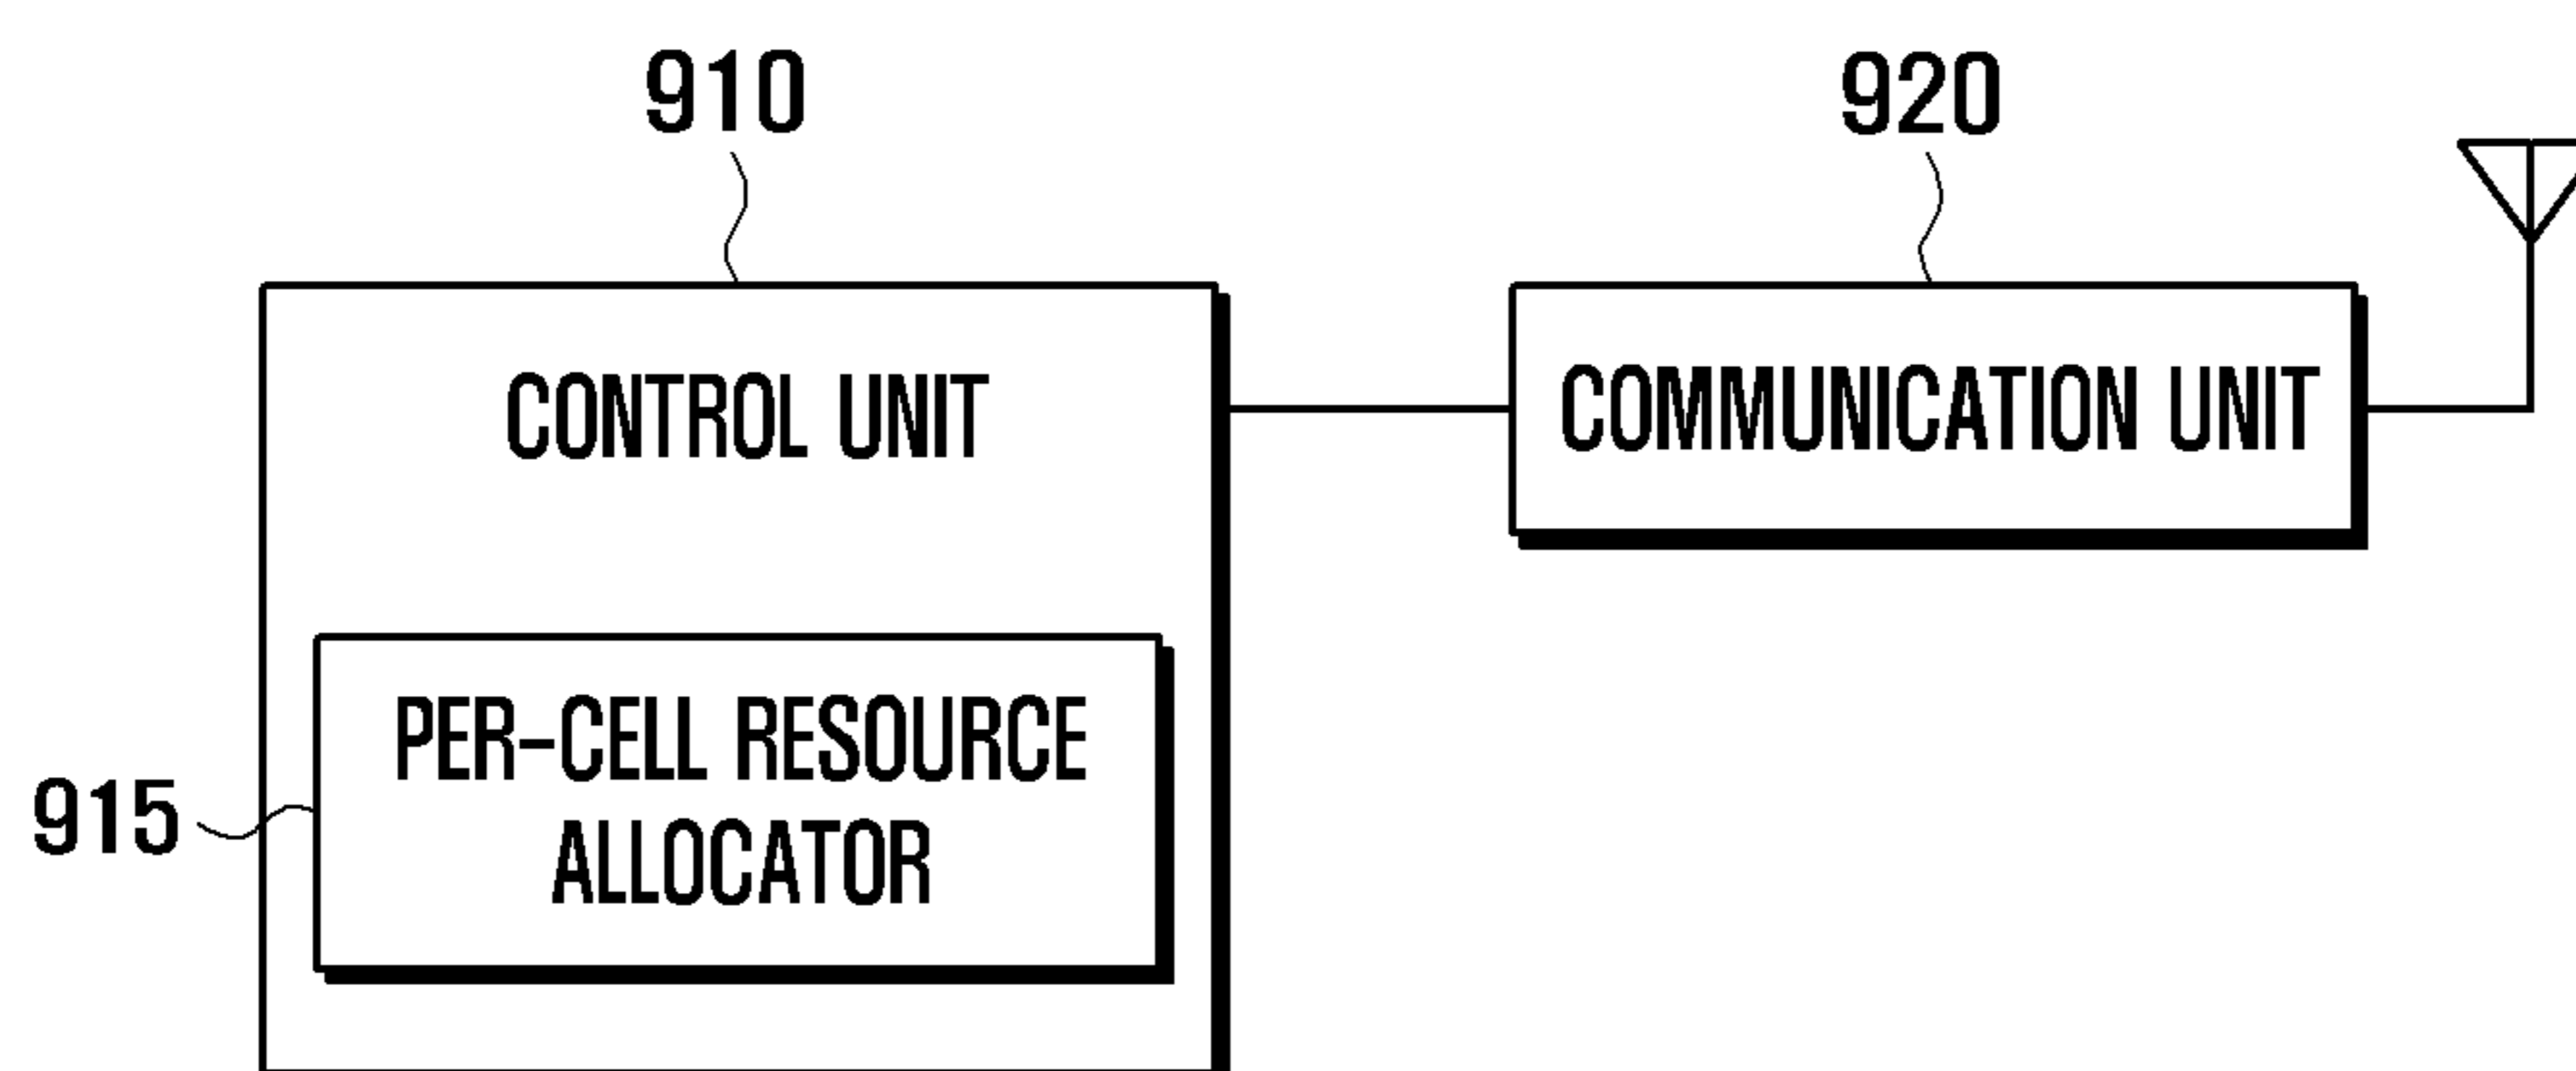 910
920
CONTROL UNIT
COMMUNICATION UNIT
PER-CELL RESOURCE
ALLOCATOR
915